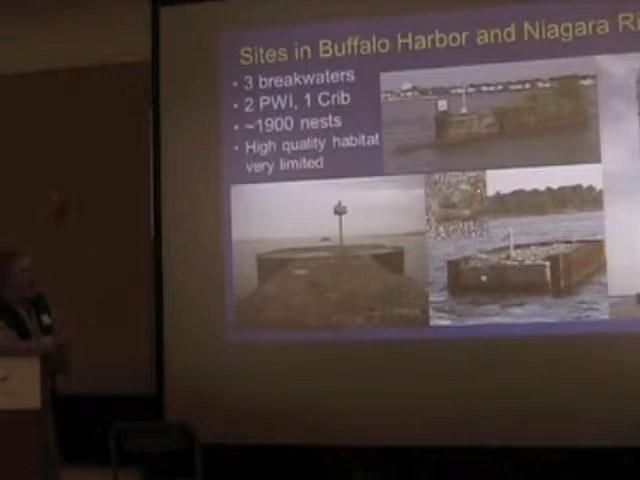 Sites in Buffalo Harbor and Niagara Ri
• 3 breakwaters
• 2 PWI, 1 Crib
• ~1900 nests
• High quality habitat
very limited